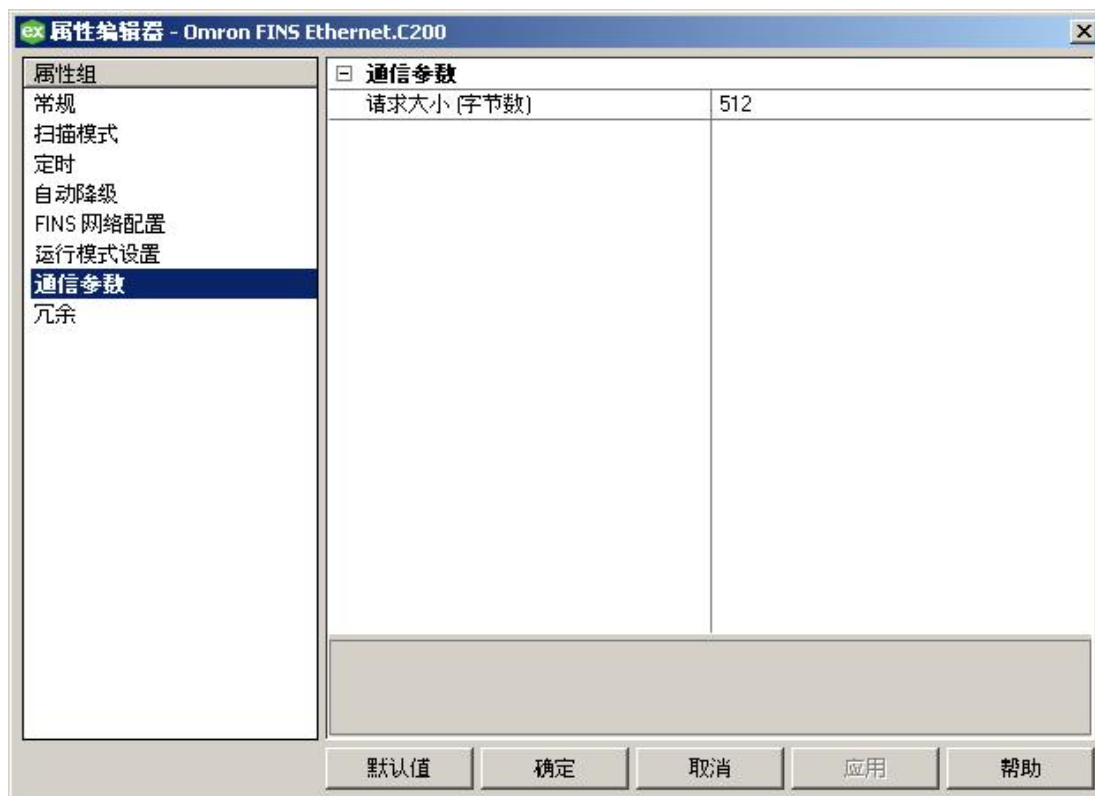 ex 属性编辑器 - Omron FINS Ethernet.C200
属性组
常规
扫描模式
定时
自动降级
FINS 网络配置
运行模式设置
通信参数
冗余
通信参数
请求大小 (字节数) 512
默认值 确定 取消 应用 帮助